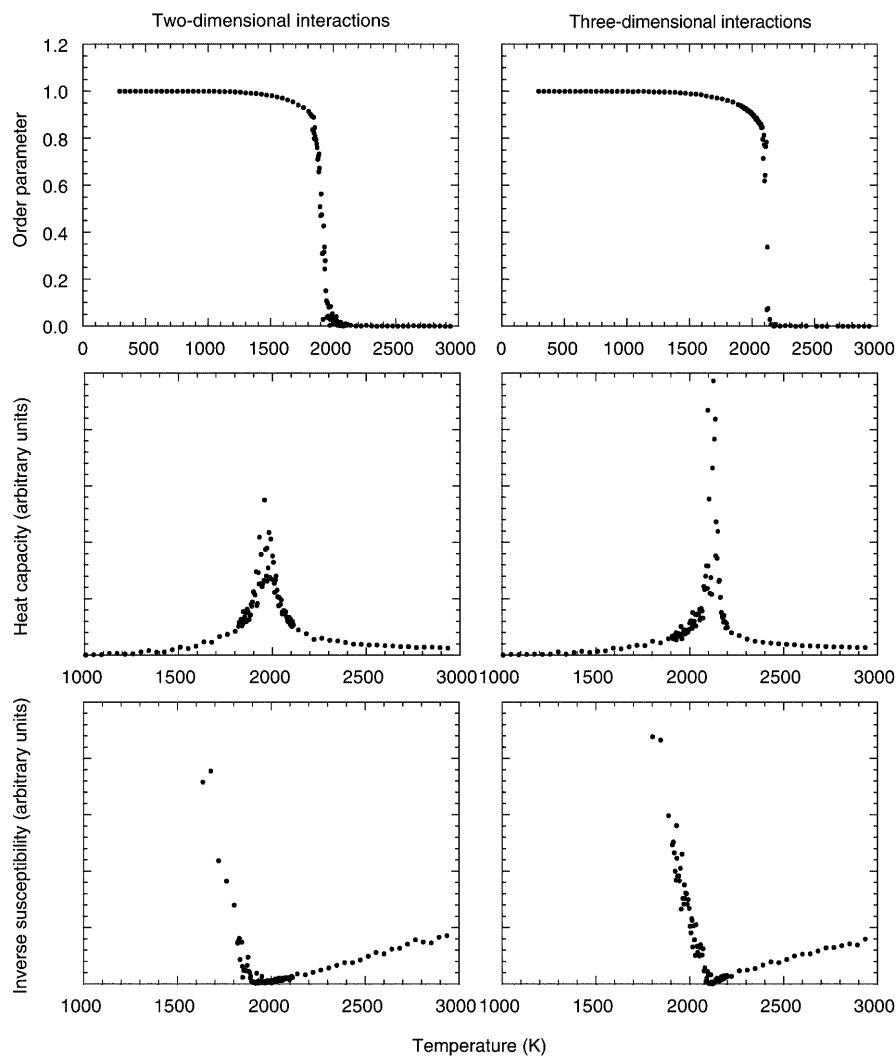 Two-dimensional interactions
Three-dimensional interactions
Order parameter
1.2
1.0
0.8
0.6
0.4
0.2
0.0
0 500 1000 1500 2000 2500 3000
0 500 1000 1500 2000 2500 3000
Heat capacity (arbitrary units)
1000 1500 2000 2500 3000
1000 1500 2000 2500 3000
Inverse susceptibility (arbitrary units)
1000 1500 2000 2500 3000
1000 1500 2000 2500 3000
Temperature (K)